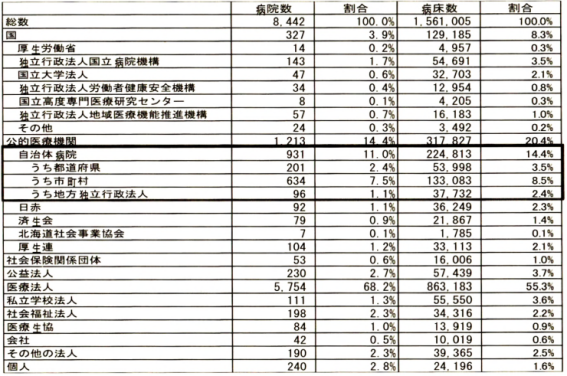 病院数 割合 病床数 割合
総数 8,442 100.0% 1,561,005 100.0%
国 327 3.9% 129,185 8.3%
厚生労働省 14 0.2% 4,957 0.3%
独立行政法人国立病院機構 143 1.7% 54,691 3.5%
国立大学法人 47 0.6% 32,703 2.1%
独立行政法人労働者健康安全機構 34 0.4% 12,954 0.8%
国立高度専門医療研究センター 8 0.1% 4,205 0.3%
独立行政法人地域医療機能推進機構 57 0.7% 16,183 1.0%
その他 24 0.3% 3,492 0.2%
公的医療機関 1,213 14.4% 317,827 20.4%
自治体病院 931 11.0% 224,813 14.4%
うち都道府県 201 2.4% 53,998 3.5%
うち市町村 634 7.5% 133,083 8.5%
うち地方独立行政法人 96 1.1% 37,732 2.4%
日赤 92 1.1% 36,249 2.3%
済生会 79 0.9% 21,867 1.4%
北海道社会事業協会 7 0.1% 1,785 0.1%
厚生連 104 1.2% 33,113 2.1%
社会保険関係団体 53 0.6% 16,006 1.0%
公益法人 230 2.7% 57,439 3.7%
医療法人 5,754 68.2% 863,183 55.3%
私立学校法人 111 1.3% 55,550 3.6%
社会福祉法人 198 2.3% 34,316 2.2%
医療生協 84 1.0% 13,919 0.9%
会社 42 0.5% 10,019 0.6%
その他の法人 190 2.3% 39,365 2.5%
個人 240 2.8% 24,196 1.6%